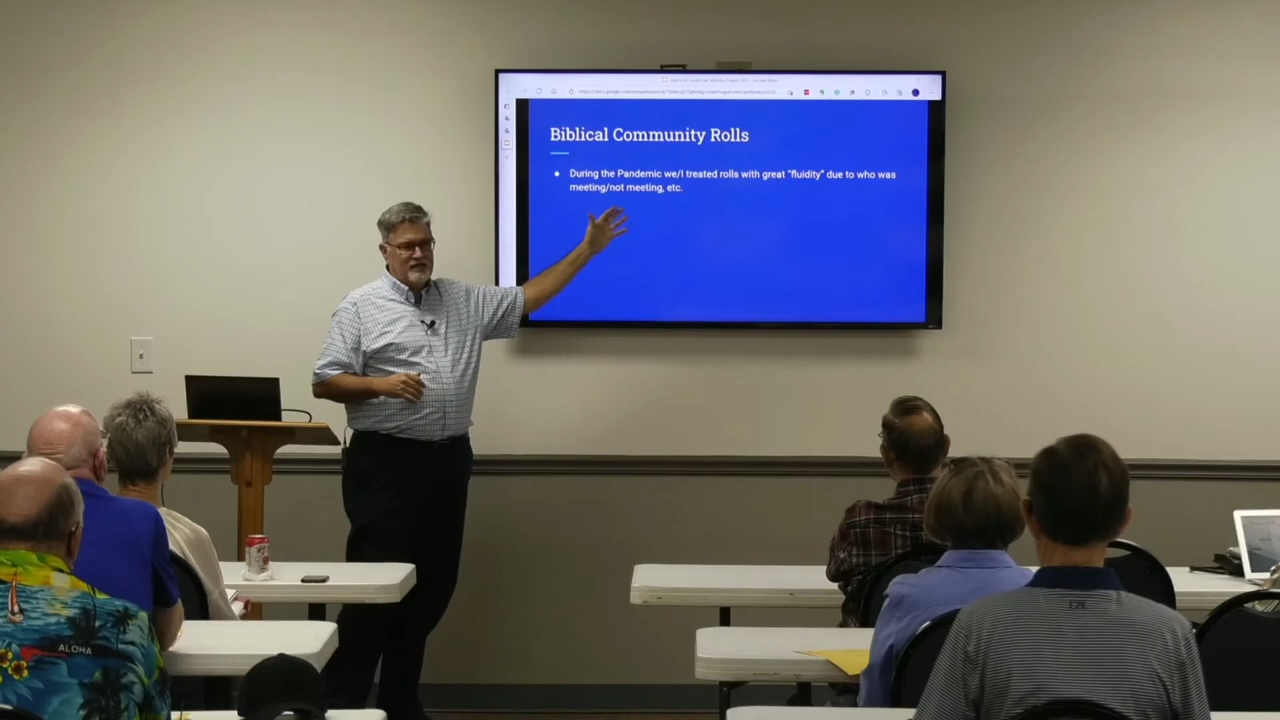 Biblical Community Rolls
During the Pandemic we/I treated rolls with great "fluidity" due to who was
meeting/not meeting, etc.
ALOHA